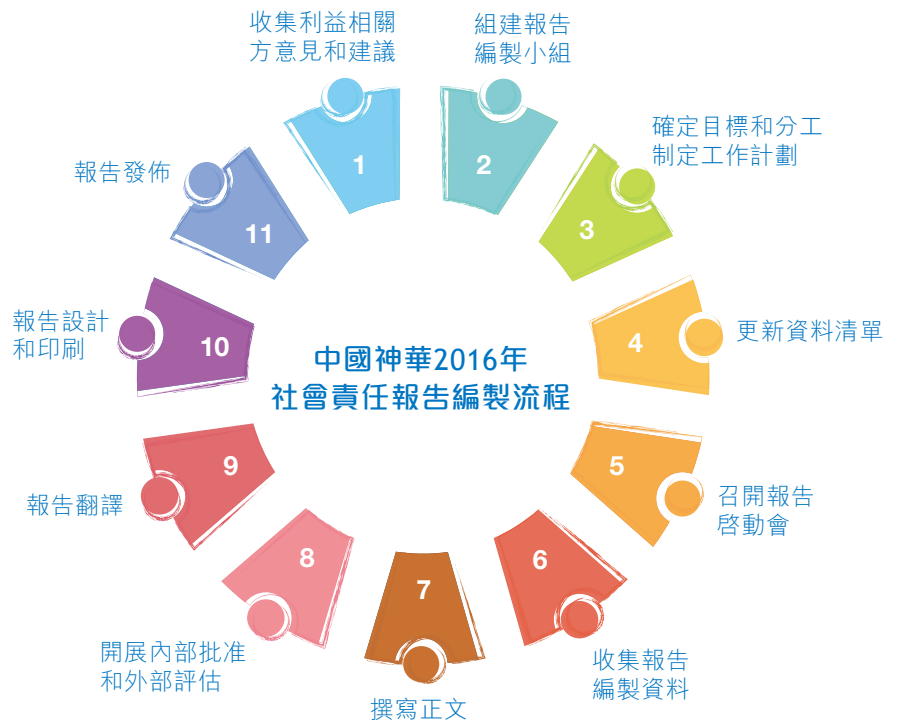 收集利益相關
方意見和建議
1
組建報告
編製小組
2
確定目標和分工
制定工作計劃
3
更新資料清單
4
召開報告
啓動會
5
收集報告
編製資料
6
撰寫正文
7
開展內部批准
和外部評估
8
報告翻譯
9
報告設計
和印刷
10
報告發佈
11
中國神華2016年
社會責任報告編製流程